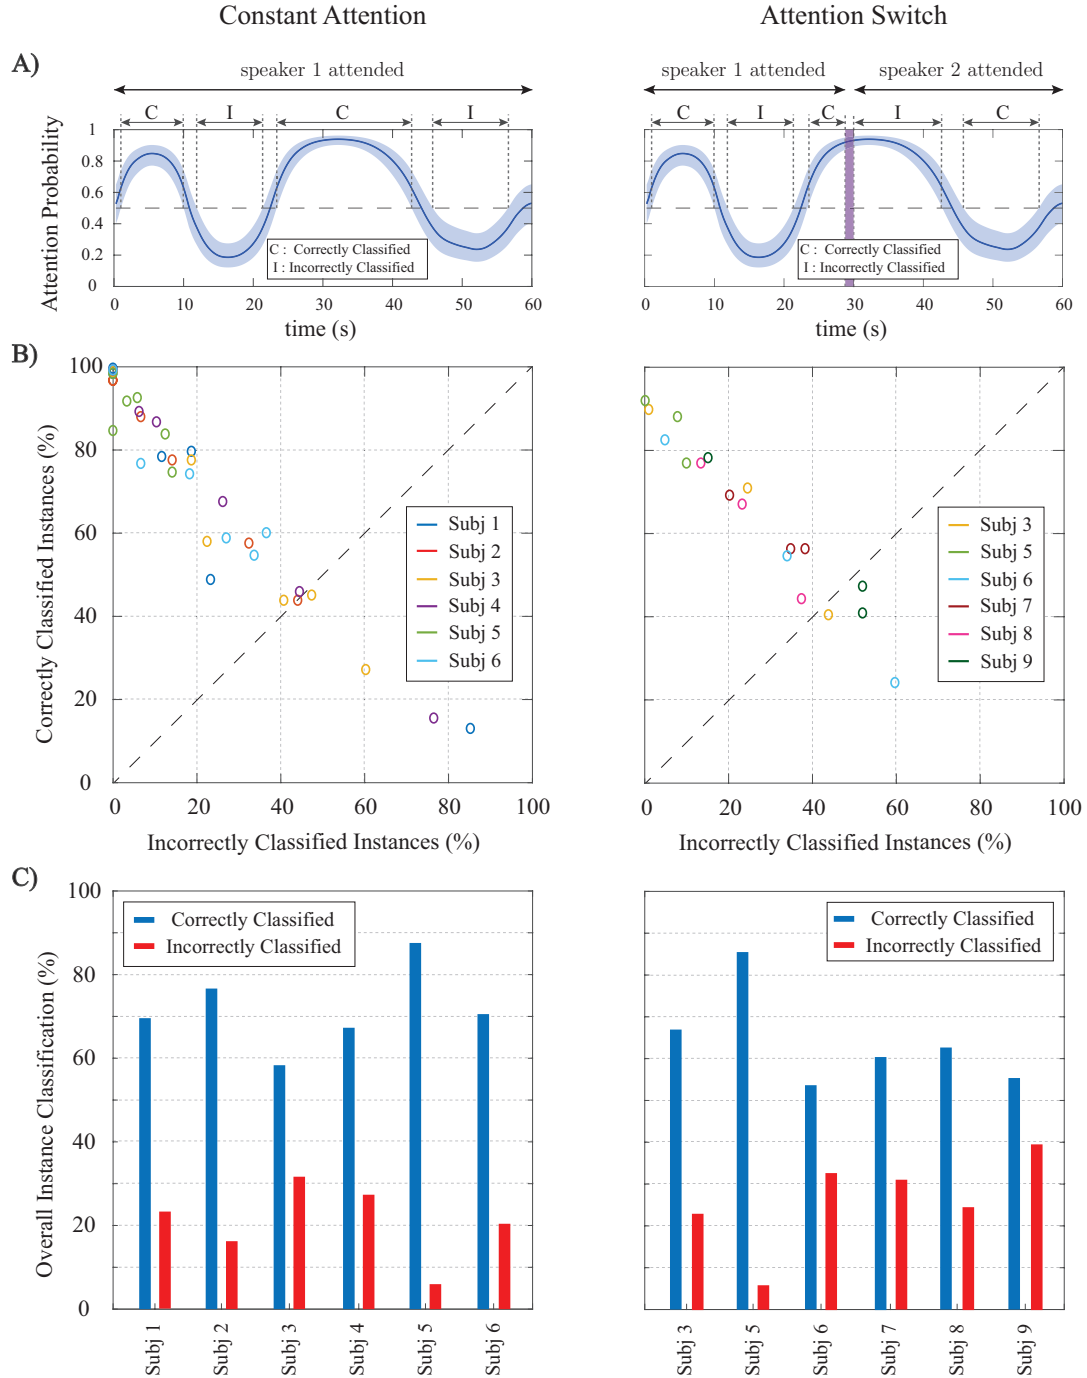 Constant Attention
Attention Switch
A)
speaker 1 attended
C I C I
Attention Probability
1
0.8
0.6
0.4
0.2
0
C : Correctly Classified
I : Incorrectly Classified
0 10 20 30 40 50 60
time (s)
speaker 1 attended speaker 2 attended
C I C I C
C : Correctly Classified
I : Incorrectly Classified
0 10 20 30 40 50 60
time (s)
B)
Correctly Classified Instances (%)
100
80
60
40
20
0
Subj 1
Subj 2
Subj 3
Subj 4
Subj 5
Subj 6
0 20 40 60 80 100
Incorrectly Classified Instances (%)
Subj 3
Subj 5
Subj 6
Subj 7
Subj 8
Subj 9
0 20 40 60 80 100
Incorrectly Classified Instances (%)
C)
Overall Instance Classification (%)
100
80
60
40
20
0
Correctly Classified
Incorrectly Classified
Subj 1 Subj 2 Subj 3 Subj 4 Subj 5 Subj 6
Correctly Classified
Incorrectly Classified
Subj 3 Subj 5 Subj 6 Subj 7 Subj 8 Subj 9